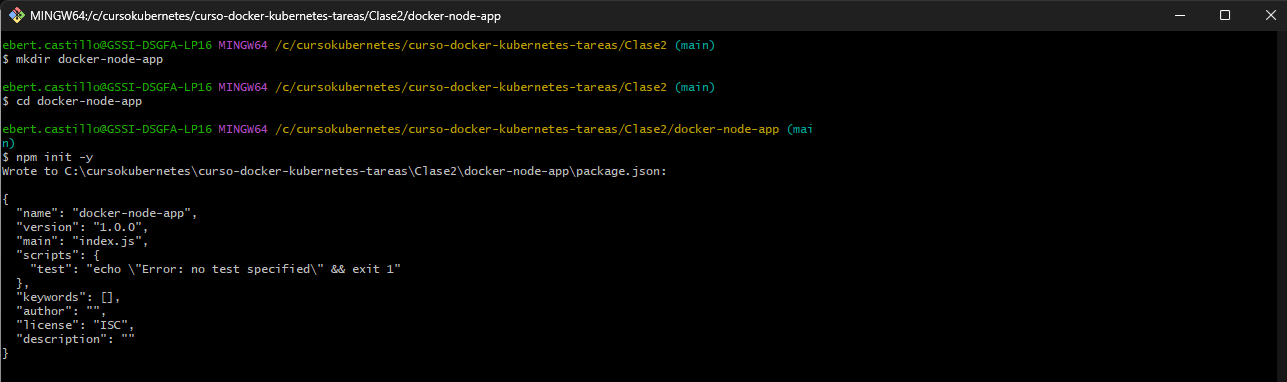 MINGW64:/c/cursokubernetes/curso-docker-kubernetes-tareas/Clase2/docker-node-app
ebert.castillo@GSSI-DSGFA-LP16 MINGW64 /c/cursokubernetes/curso-docker-kubernetes-tareas/Clase2 (main)
$ mkdir docker-node-app
ebert.castillo@GSSI-DSGFA-LP16 MINGW64 /c/cursokubernetes/curso-docker-kubernetes-tareas/Clase2 (main)
$ cd docker-node-app
ebert.castillo@GSSI-DSGFA-LP16 MINGW64 /c/cursokubernetes/curso-docker-kubernetes-tareas/Clase2/docker-node-app (mai
n)
$ npm init -y
Wrote to C:\cursokubernetes\curso-docker-kubernetes-tareas\Clase2\docker-node-app\package.json:
{
  "name": "docker-node-app",
  "version": "1.0.0",
  "main": "index.js",
  "scripts": {
    "test": "echo \"Error: no test specified\" && exit 1"
  },
  "keywords": [],
  "author": "",
  "license": "ISC",
  "description": ""
}